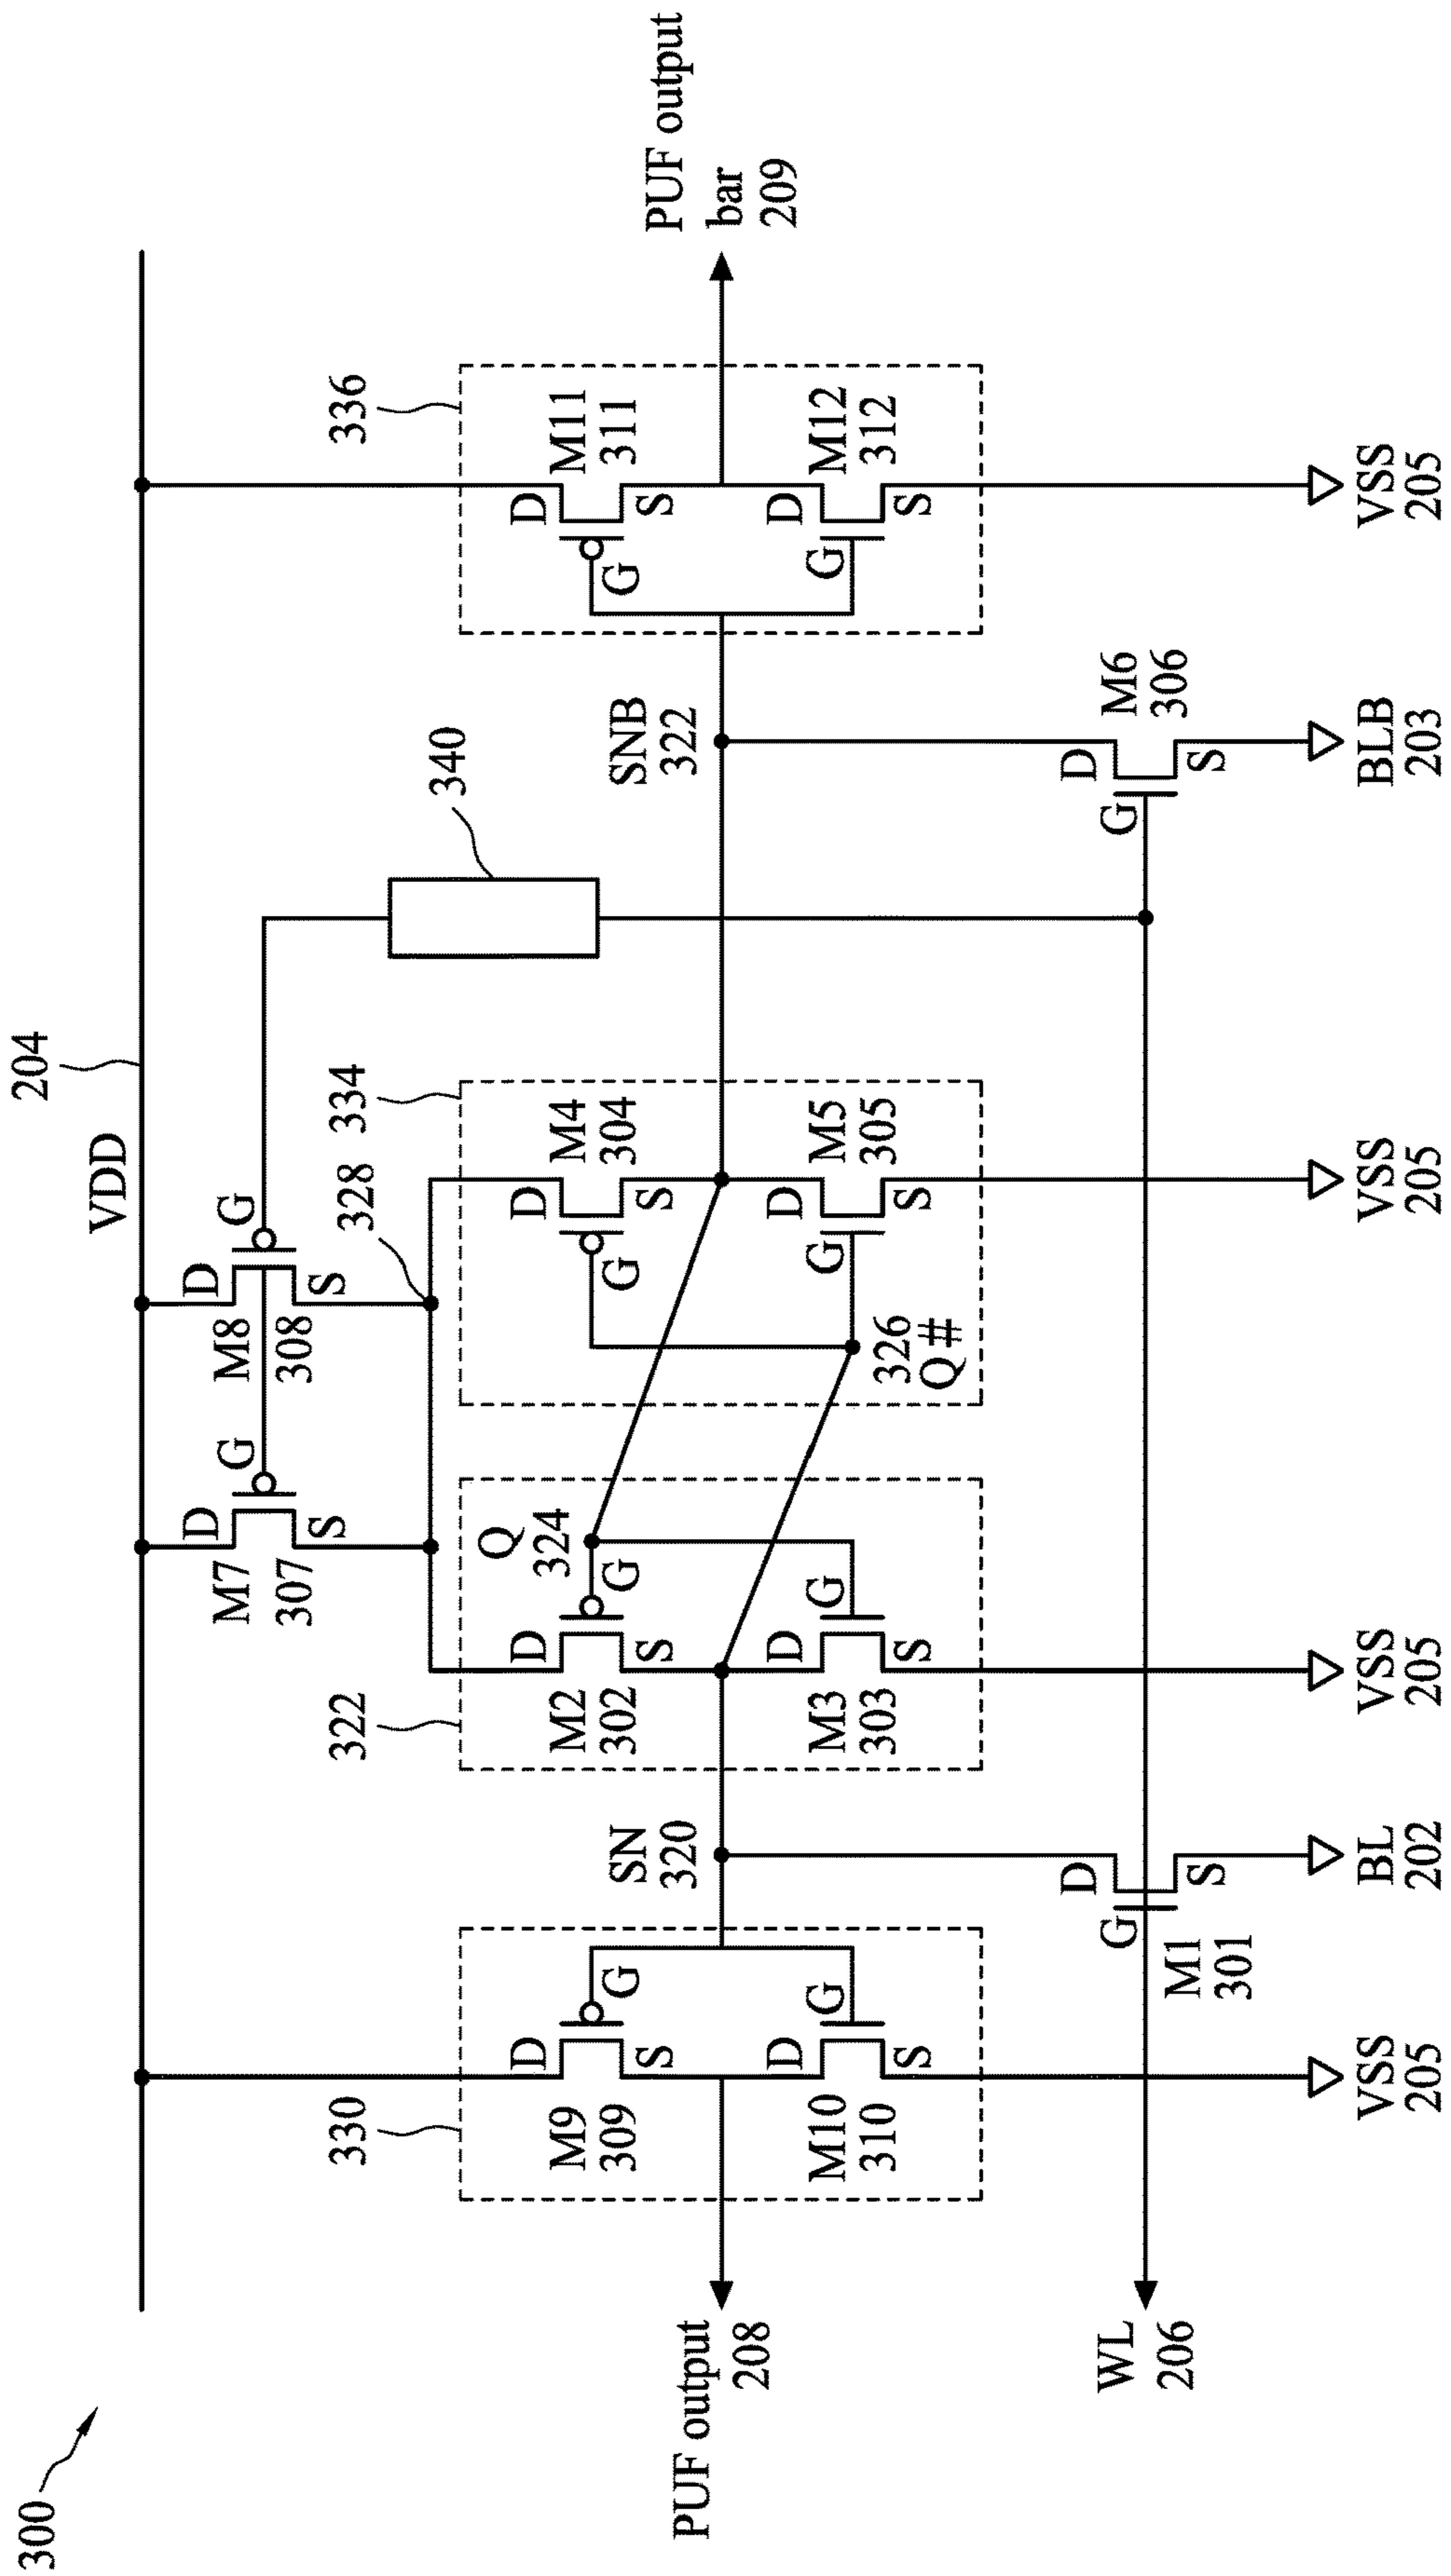 300
204
VDD
M7
307
D
G
S
M8
308
D
G
S
328
340
330
322
334
336
M9
309
D
G
S
M10
310
D
G
S
PUF output
208
SN
320
M2
302
D
G
S
Q
324
M3
303
D
G
S
M4
304
D
G
S
M5
305
D
G
S
326
Q#
SNB
322
M11
311
D
G
S
M12
312
D
G
S
PUF output
bar
209
WL
206
M1
301
D
G
S
M6
306
D
G
S
VSS
205
BL
202
VSS
205
VSS
205
BLB
203
VSS
205